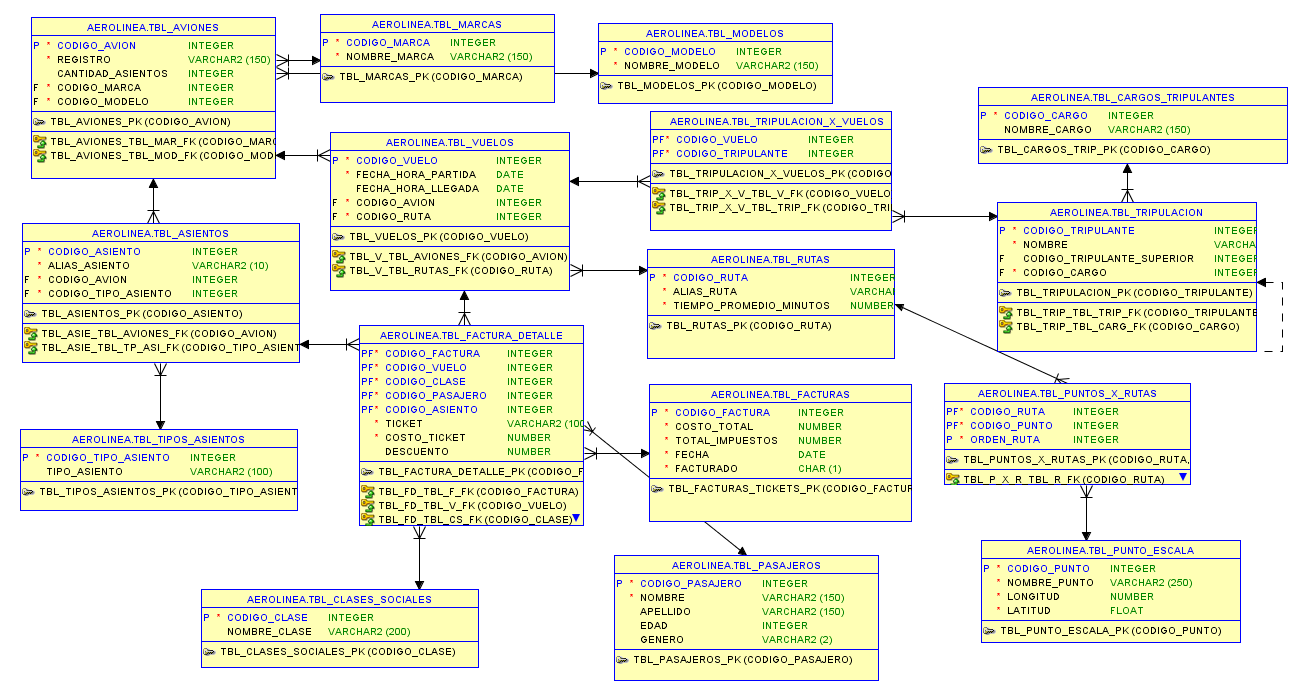 AEROLINEA.TBL_AVIONES
P * CODIGO_AVION INTEGER
* REGISTRO VARCHAR2 (150)
CANTIDAD_ASIENTOS INTEGER
F * CODIGO_MARCA INTEGER
F * CODIGO_MODELO INTEGER
TBL_AVIONES_PK (CODIGO_AVION)
TBL_AVIONES_TBL_MAR_FK (CODIGO_MARC
TBL_AVIONES_TBL_MOD_FK (CODIGO_MOD
AEROLINEA.TBL_MARCAS
P * CODIGO_MARCA INTEGER
* NOMBRE_MARCA VARCHAR2 (150)
TBL_MARCAS_PK (CODIGO_MARCA)
AEROLINEA.TBL_MODELOS
P * CODIGO_MODELO INTEGER
* NOMBRE_MODELO VARCHAR2 (150)
TBL_MODELOS_PK (CODIGO_MODELO)
AEROLINEA.TBL_CARGOS_TRIPULANTES
P * CODIGO_CARGO INTEGER
NOMBRE_CARGO VARCHAR2 (150)
TBL_CARGOS_TRIP_PK (CODIGO_CARGO)
AEROLINEA.TBL_TRIPULACION_X_VUELOS
PF* CODIGO_VUELO INTEGER
PF* CODIGO_TRIPULANTE INTEGER
TBL_TRIPULACION_X_VUELOS_PK (CODIGO
TBL_TRIP_X_V_TBL_V_FK (CODIGO_VUELO
TBL_TRIP_X_V_TBL_TRIP_FK (CODIGO_TRI
AEROLINEA.TBL_VUELOS
P * CODIGO_VUELO INTEGER
* FECHA_HORA_PARTIDA DATE
FECHA_HORA_LLEGADA DATE
F * CODIGO_AVION INTEGER
F * CODIGO_RUTA INTEGER
TBL_VUELOS_PK (CODIGO_VUELO)
TBL_V_TBL_AVIONES_FK (CODIGO_AVION)
TBL_V_TBL_RUTAS_FK (CODIGO_RUTA)
AEROLINEA.TBL_TRIPULACION
P * CODIGO_TRIPULANTE INTEGER
* NOMBRE VARCHA
F CODIGO_TRIPULANTE_SUPERIOR INTEGER
F * CODIGO_CARGO INTEGER
TBL_TRIPULACION_PK (CODIGO_TRIPULANTE)
TBL_TRIP_TBL_TRIP_FK (CODIGO_TRIPULANTE
TBL_TRIP_TBL_CARG_FK (CODIGO_CARGO)
AEROLINEA.TBL_ASIENTOS
P * CODIGO_ASIENTO INTEGER
* ALIAS_ASIENTO VARCHAR2 (10)
F * CODIGO_AVION INTEGER
F * CODIGO_TIPO_ASIENTO INTEGER
TBL_ASIENTOS_PK (CODIGO_ASIENTO)
TBL_ASIE_TBL_AVIONES_FK (CODIGO_AVION)
TBL_ASIE_TBL_TP_ASI_FK (CODIGO_TIPO_ASIENT
AEROLINEA.TBL_RUTAS
P * CODIGO_RUTA INTEGER
* ALIAS_RUTA VARCHA
* TIEMPO_PROMEDIO_MINUTOS NUMBER
TBL_RUTAS_PK (CODIGO_RUTA)
AEROLINEA.TBL_FACTURA_DETALLE
PF* CODIGO_FACTURA INTEGER
PF* CODIGO_VUELO INTEGER
PF* CODIGO_CLASE INTEGER
PF* CODIGO_PASAJERO INTEGER
PF* CODIGO_ASIENTO INTEGER
* TICKET VARCHAR2 (100
* COSTO_TICKET NUMBER
DESCUENTO NUMBER
TBL_FACTURA_DETALLE_PK (CODIGO_F
TBL_FD_TBL_F_FK (CODIGO_FACTURA)
TBL_FD_TBL_V_FK (CODIGO_VUELO)
TBL_FD_TBL_CS_FK (CODIGO_CLASE)
AEROLINEA.TBL_FACTURAS
P * CODIGO_FACTURA INTEGER
* COSTO_TOTAL NUMBER
* TOTAL_IMPUESTOS NUMBER
* FECHA DATE
* FACTURADO CHAR (1)
TBL_FACTURAS_TICKETS_PK (CODIGO_FACTUR
AEROLINEA.TBL_PUNTOS_X_RUTAS
PF* CODIGO_RUTA INTEGER
PF* CODIGO_PUNTO INTEGER
P * ORDEN_RUTA INTEGER
TBL_PUNTOS_X_RUTAS_PK (CODIGO_RUTA,
TBL_P_X_R_TBL_R_FK (CODIGO_RUTA)
AEROLINEA.TBL_TIPOS_ASIENTOS
P * CODIGO_TIPO_ASIENTO INTEGER
TIPO_ASIENTO VARCHAR2 (100)
TBL_TIPOS_ASIENTOS_PK (CODIGO_TIPO_ASIENT
AEROLINEA.TBL_PUNTO_ESCALA
P * CODIGO_PUNTO INTEGER
* NOMBRE_PUNTO VARCHAR2 (250)
* LONGITUD NUMBER
* LATITUD FLOAT
TBL_PUNTO_ESCALA_PK (CODIGO_PUNTO)
AEROLINEA.TBL_PASAJEROS
P * CODIGO_PASAJERO INTEGER
* NOMBRE VARCHAR2 (150)
APELLIDO VARCHAR2 (150)
EDAD INTEGER
GENERO VARCHAR2 (2)
TBL_PASAJEROS_PK (CODIGO_PASAJERO)
AEROLINEA.TBL_CLASES_SOCIALES
P * CODIGO_CLASE INTEGER
NOMBRE_CLASE VARCHAR2 (200)
TBL_CLASES_SOCIALES_PK (CODIGO_CLASE)